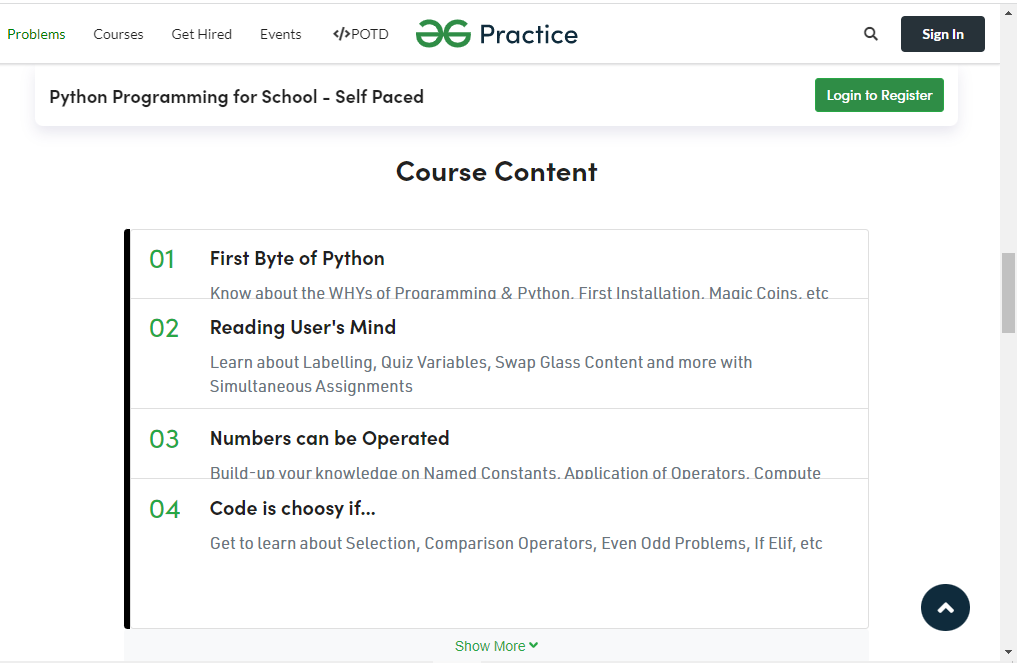 Problems Courses Get Hired Events </>POTD Practice Sign In
Python Programming for School - Self Paced Login to Register
Course Content
01 First Byte of Python
Know about the WHYs of Programming & Python, First Installation, Magic Coins, etc
02 Reading User's Mind
Learn about Labelling, Quiz Variables, Swap Glass Content and more with
Simultaneous Assignments
03 Numbers can be Operated
Build-up your knowledge on Named Constants, Application of Operators, Compute
04 Code is choosy if...
Get to learn about Selection, Comparison Operators, Even Odd Problems, If Elif, etc
Show More